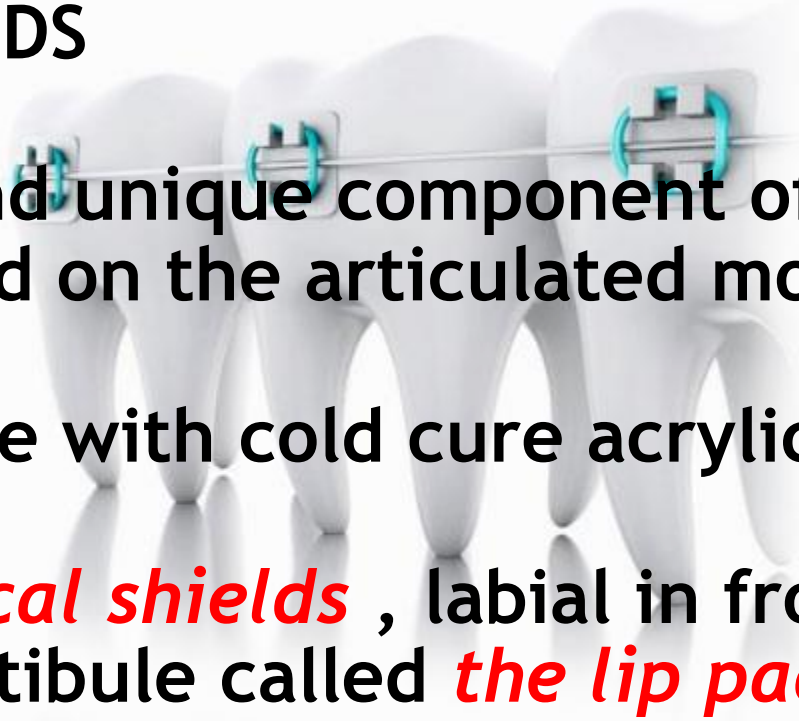 DS
nd unique component of
d on the articulated mo
e with cold cure acrylic
cal shields , labial in fro
tibule called the lip pad